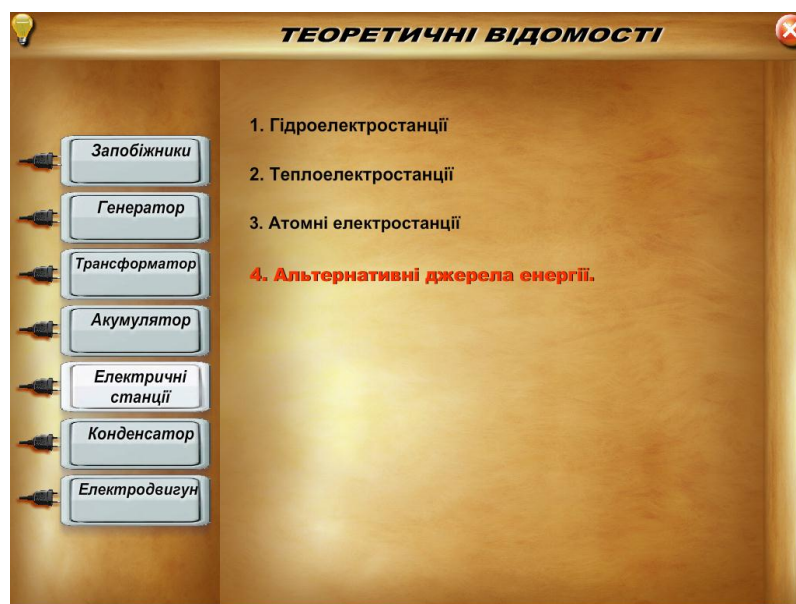 ТЕОРЕТИЧНІ ВІДОМОСТІ
Запобіжники
Генератор
Трансформатор
Акумулятор
Електричні
станції
Конденсатор
Електродвигун
1. Гідроелектростанції
2. Теплоелектростанції
3. Атомні електростанції
4. Альтернативні джерела енергії.